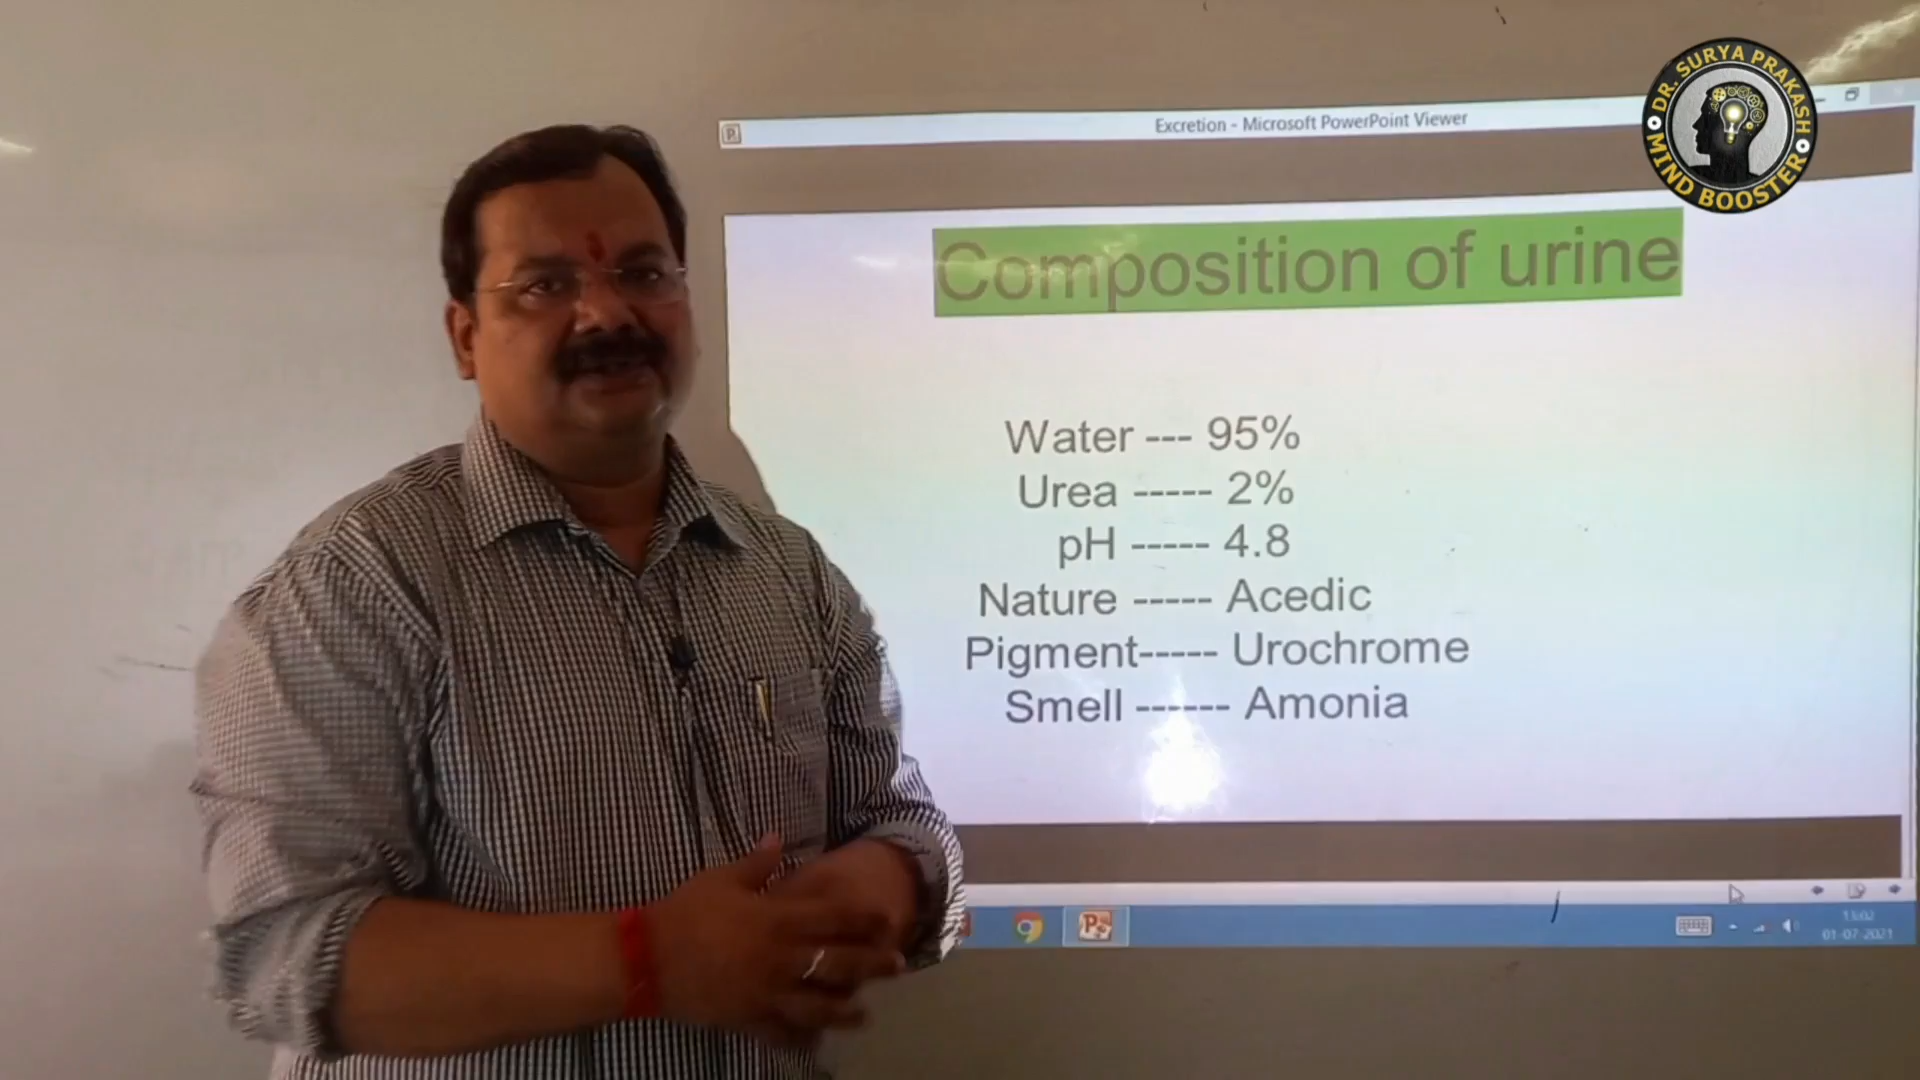 DR. SURYA PRAKASH
MIND BOOSTER
Excretion - Microsoft PowerPoint Viewer
Composition of urine
Water --- 95%
Urea ----- 2%
pH ----- 4.8
Nature ----- Acedic
Pigment----- Urochrome
Smell ------ Amonia
01-07-2021